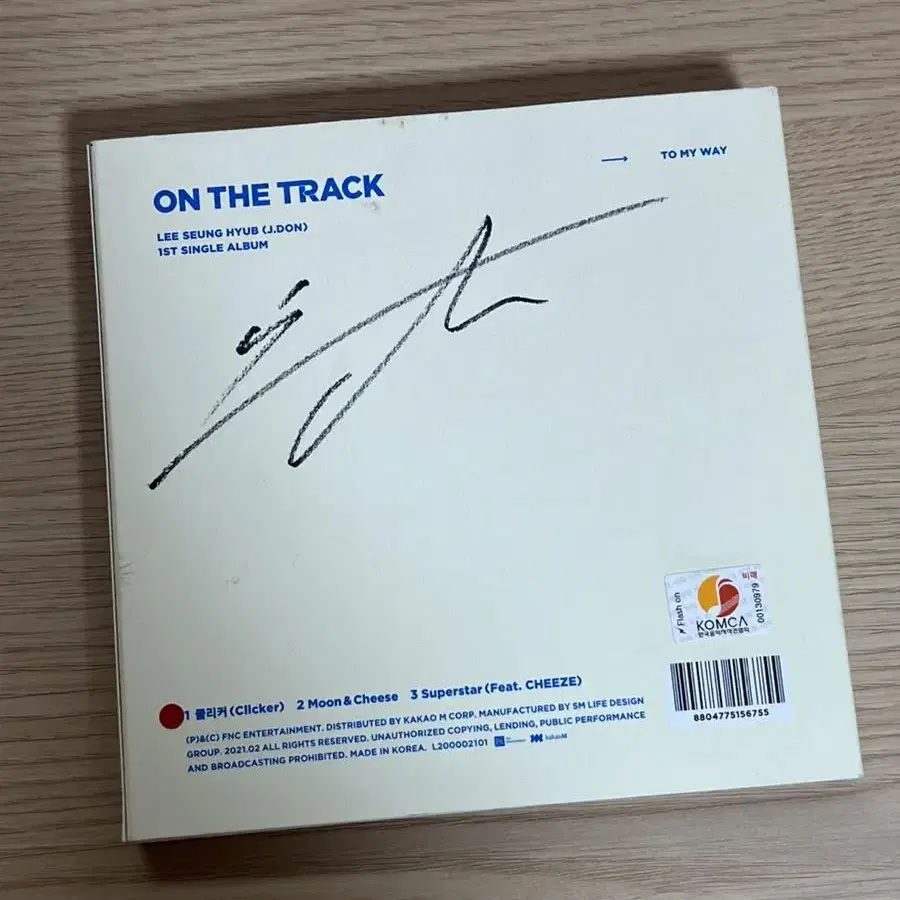 ON THE TRACK
→ TO MY WAY
LEE SEUNG HYUB (J.DON)
1ST SINGLE ALBUM
Flash on
비매
KOMCA
00130979
1 클리커 (Clicker) 2 Moon & Cheese 3 Superstar (Feat. CHEEZE)
(P)&(C) FNC ENTERTAINMENT. DISTRIBUTED BY KAKAO M CORP. MANUFACTURED BY SM LIFE DESIGN
GROUP. 2021.02 ALL RIGHTS RESERVED. UNAUTHORIZED COPYING, LENDING, PUBLIC PERFORMANCE
AND BROADCASTING PROHIBITED. MADE IN KOREA. L200002101
kakaoM
8804775156755